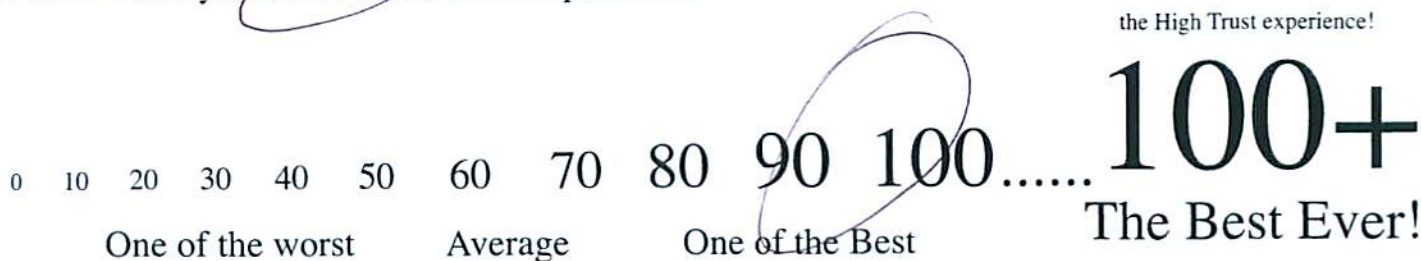 the High Trust experience!
0 10 20 30 40 50 60 70 80 90 100......100+
One of the worst Average One of the Best The Best Ever!